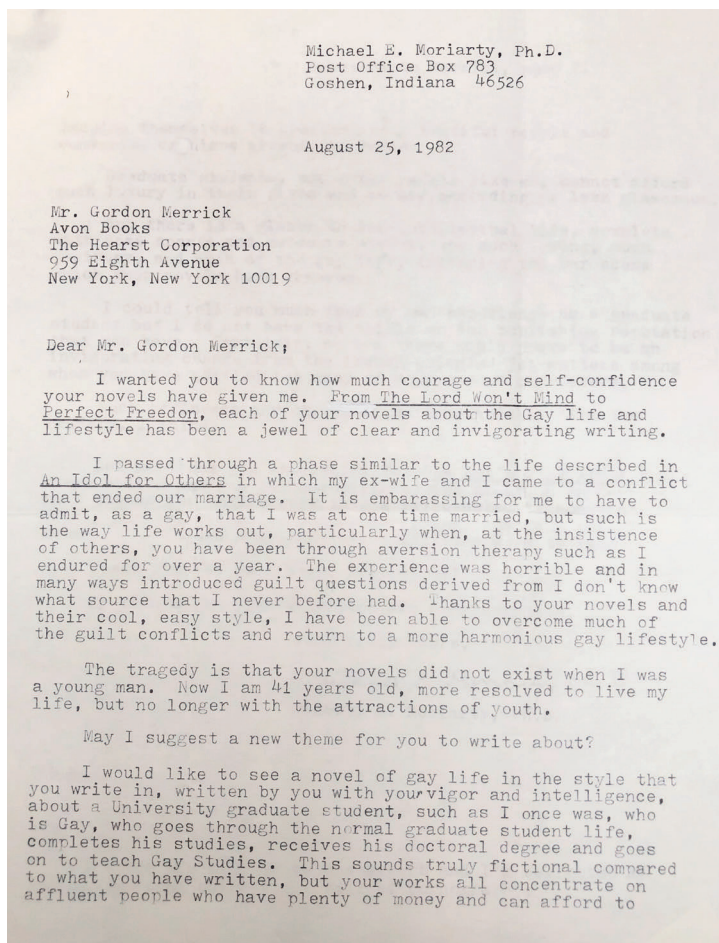 Michael E. Moriarty, Ph.D.
Post Office Box 783
Goshen, Indiana 46526
August 25, 1982
Mr. Gordon Merrick
Avon Books
The Hearst Corporation
959 Eighth Avenue
New York, New York 10019
Dear Mr. Gordon Merrick;
I wanted you to know how much courage and self-confidence
your novels have given me. From The Lord Won't Mind to
Perfect Freedom, each of your novels about the Gay life and
lifestyle has been a jewel of clear and invigorating writing.
I passed through a phase similar to the life described in
An Idol for Others in which my ex-wife and I came to a conflict
that ended our marriage. It is embarassing for me to have to
admit, as a gay, that I was at one time married, but such is
the way life works out, particularly when, at the insistence
of others, you have been through aversion therapy such as I
endured for over a year. The experience was horrible and in
many ways introduced guilt questions derived from I don't know
what source that I never before had. Thanks to your novels and
their cool, easy style, I have been able to overcome much of
the guilt conflicts and return to a more harmonious gay lifestyle.
The tragedy is that your novels did not exist when I was
a young man. Now I am 41 years old, more resolved to live my
life, but no longer with the attractions of youth.
May I suggest a new theme for you to write about?
I would like to see a novel of gay life in the style that
you write in, written by you with your vigor and intelligence,
about a University graduate student, such as I once was, who
is Gay, who goes through the normal graduate student life,
completes his studies, receives his doctoral degree and goes
on to teach Gay Studies. This sounds truly fictional compared
to what you have written, but your works all concentrate on
affluent people who have plenty of money and can afford to